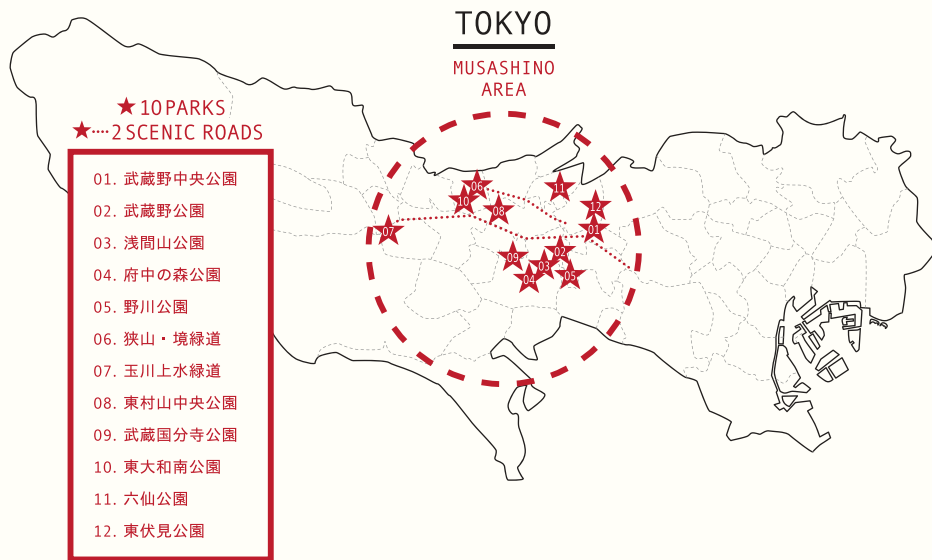 TOKYO
MUSASHINO
AREA
★10 PARKS
★····2 SCENIC ROADS
01. 武蔵野中央公園
02. 武蔵野公園
03. 浅間山公園
04. 府中の森公園
05. 野川公園
06. 狭山・境緑道
07. 玉川上水緑道
08. 東村山中央公園
09. 武蔵国分寺公園
10. 東大和南公園
11. 六仙公園
12. 東伏見公園
06
11
10
08
12
07
01
02
09
03
04
05